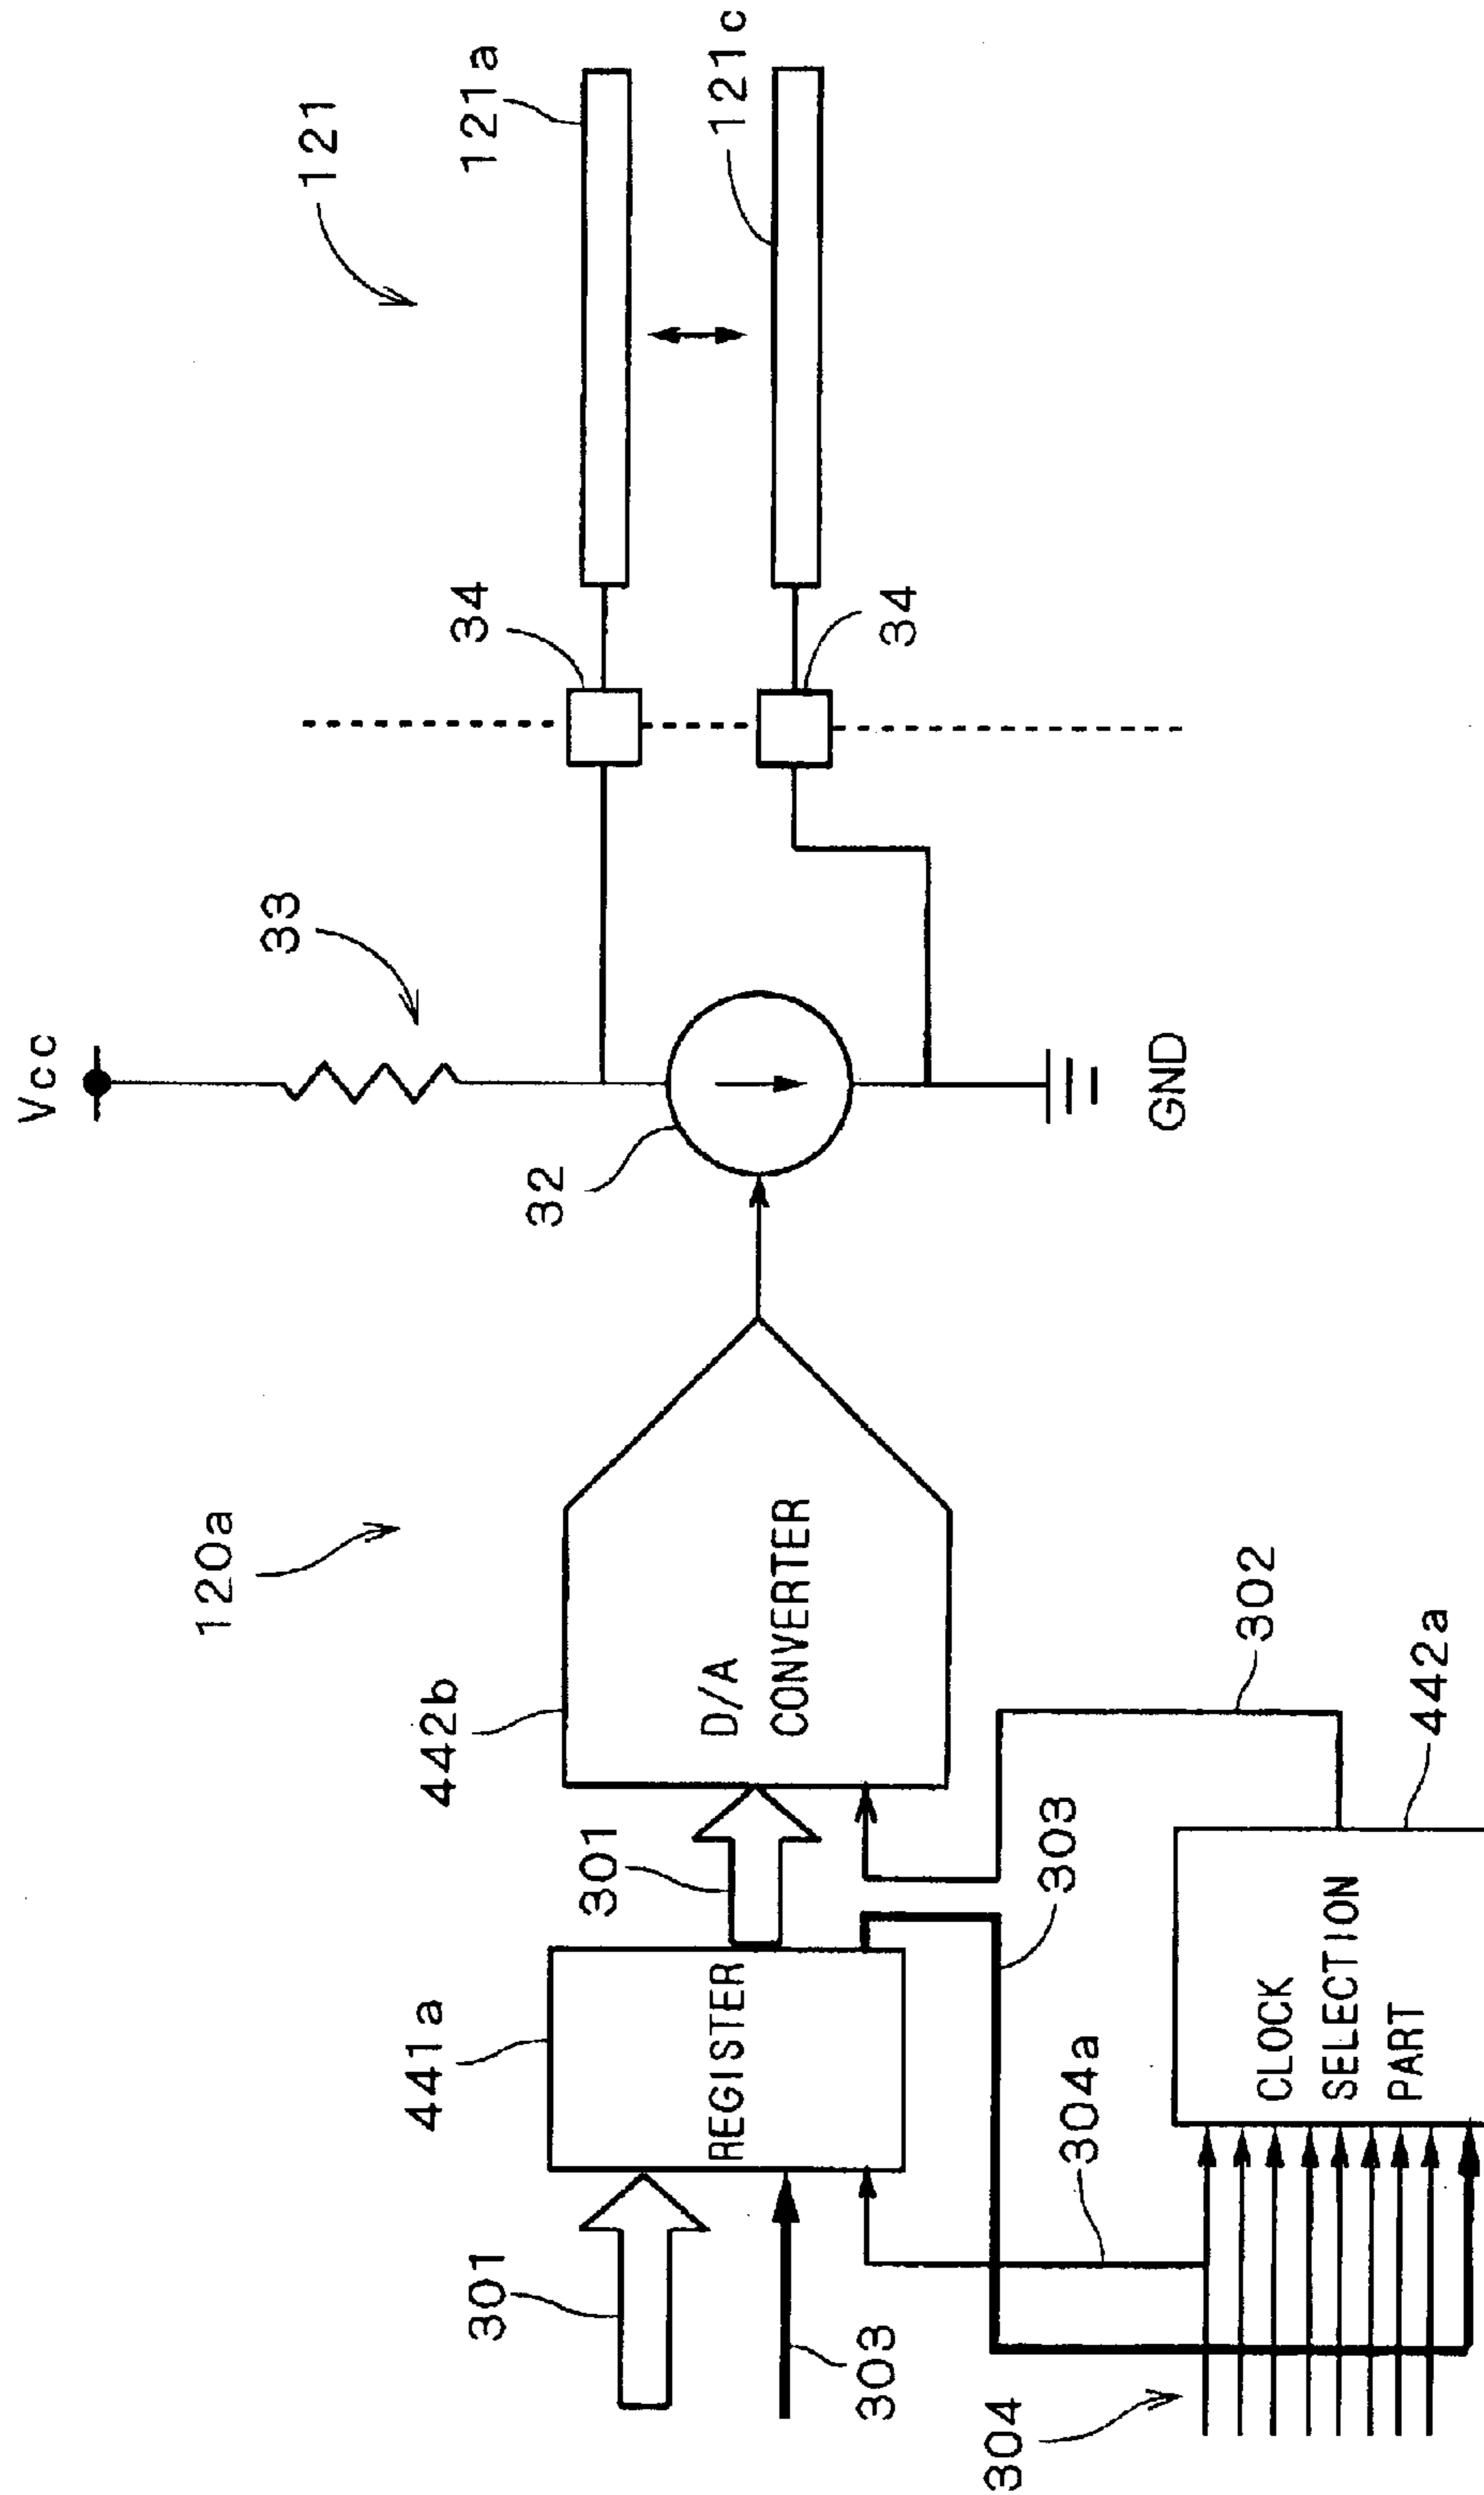 Vcc
33
120a
121
121a
34
32
442b
301
441a
301
REGISTER
D/A
CONVERTER
121c
34
303
303
304
304a
GND
302
442a
CLOCK
SELECTION
PART